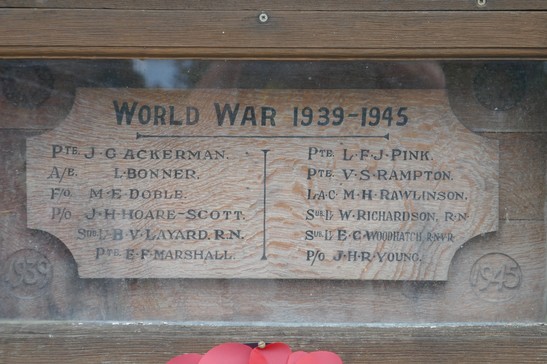 WORLD WAR 1939-1945
PTE. J·G·ACKERMAN.
A/B. L·BONNER.
F/O. M·E·DOBLE.
P/O J·H·HOARE-SCOTT.
SUB/LT. B·V·LAYARD. R.N.
PTE. E·F·MARSHALL.
PTE. L·F·J·PINK.
PTE. V·S·RAMPTON.
L.A.C. M·H·RAWLINSON.
SUB/LT. W.RICHARDSON, R·N·
SUB/LT. E·C·WOODHATCH R·N·V·R·
P/O J·H·R·YOUNG.
1939
1945